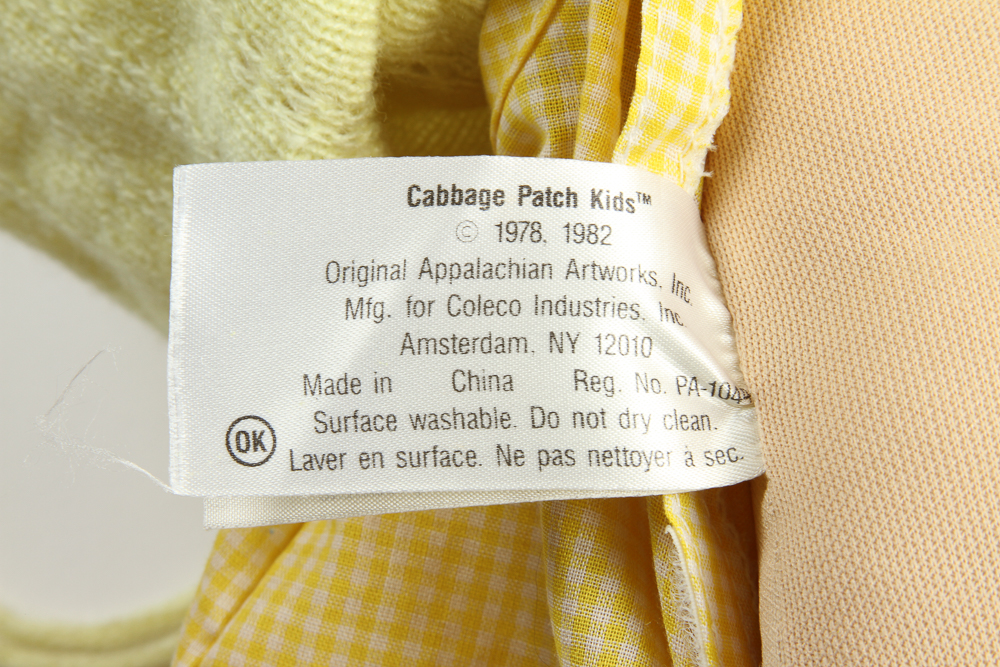 Cabbage Patch Kids™
© 1978, 1982
Original Appalachian Artworks, Inc.
Mfg. for Coleco Industries, Inc.
Amsterdam, NY 12010
Made in China Reg. No.
Surface washable. Do not dry clean.
OK Laver en surface. Ne pas nettoyer à sec.